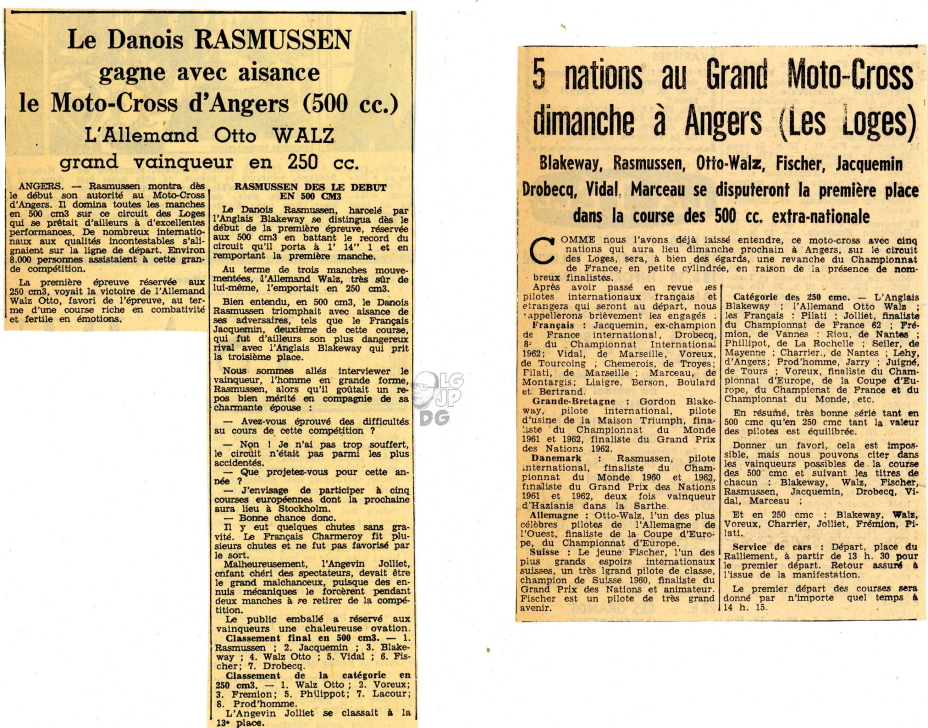 Le Danois RASMUSSEN
gagne avec aisance
le Moto-Cross d'Angers (500 cc.)
L'Allemand Otto WALZ
grand vainqueur en 250 cc.
ANGERS. — Rasmussen montra dès
le début son autorité au Moto-Cross
d'Angers. Il domina toutes les manches
en 500 cm3 sur ce circuit des Loges
qui se prêtait d'ailleurs à d'excellentes
performances. De nombreux internatio-
naux aux qualités incontestables s'ali-
gnaient sur la ligne de départ. Environ
8.000 personnes assistaient à cette gran-
de compétition.
La première épreuve réservée aux
250 cm3, voyait la victoire de l'Allemand
Walz Otto, favori de l'épreuve, au ter-
me d'une course riche en combativité
et fertile en émotions.
RASMUSSEN DES LE DEBUT
EN 500 CM3
Le Danois Rasmussen, harcelé par
l'Anglais Blakeway se distingua dès le
début de la première épreuve, réservée
aux 500 cm3 en battant le record du
circuit qu'il porta à 1' 14'' 1 et en
remportant la première manche.
Au terme de trois manches mouve-
mentées, l'Allemand Walz, très sûr de
lui-même, l'emportait en 250 cm3.
Bien entendu, en 500 cm3, le Danois
Rasmussen triomphait avec aisance de
ses adversaires, tels que le Français
Jacquemin, deuxième de cette course,
qui fut d'ailleurs son plus dangereux
rival avec l'Anglais Blakeway qui prit
la troisième place.
Nous sommes allés interviewer le
vainqueur, l'homme en grande forme,
Rasmussen, alors qu'il goûtait un re-
pos bien mérité en compagnie de sa
charmante épouse :
— Avez-vous éprouvé des difficultés
au cours de cette compétition ?
— Non ! Je n'ai pas trop souffert,
le circuit n'était pas parmi les plus
accidentés.
— Que projetez-vous pour cette an-
née ?
— J'envisage de participer à cinq
courses européennes dont la prochaine
aura lieu à Stockholm.
— Bonne chance donc.
Il y eut quelques chutes sans gra-
vité. Le Français Charmeroy fit plu-
sieurs chutes et ne fut pas favorisé par
le sort.
Malheureusement, l'Angevin Jolliet,
enfant chéri des spectateurs, devait être
le grand malchanceux, puisque des en-
nuis mécaniques le forcèrent pendant
deux manches à se retirer de la compé-
tition.
Le public emballé a réservé aux
vainqueurs une chaleureuse ovation.
Classement final en 500 cm3. — 1.
Rasmussen ; 2. Jacquemin ; 3. Blake-
way ; 4. Walz Otto ; 5. Vidal ; 6. Fis-
cher; 7. Drobecq.
Classement de la catégorie en
250 cm3. — 1. Walz Otto ; 2. Voreux;
3. Fremion; 5. Philippot; 7. Lacour;
8. Prod'homme.
L'Angevin Jolliet se classait à la
13e place.
LG
JP
DG
5 nations au Grand Moto-Cross
dimanche à Angers (Les Loges)
Blakeway, Rasmussen, Otto-Walz, Fischer, Jacquemin
Drobecq, Vidal, Marceau se disputeront la première place
dans la course des 500 cc. extra-nationale
COMME nous l'avons déjà laissé entendre, ce moto-cross avec cinq
nations qui aura lieu dimanche prochain à Angers, sur le circuit
des Loges, sera, à bien des égards, une revanche du Championnat
de France, en petite cylindrée, en raison de la présence de nom-
breux finalistes.
Après avoir passé en revue les
pilotes internationaux français et
etrangers qui seront au départ, nous
rappellerons brièvement les engagés :
Français : Jacquemin, ex-champion
de France international, Drobecq,
8e du Championnat International
1962; Vidal, de Marseille, Voreux,
de Tourcoing ; Chemerois, de Troyes;
Pilati, de Marseille ; Marceau, de
Montargis; Liaigre, Berson, Boulard
et Bertrand.
Grande-Bretagne : Gordon Blake-
way, pilote international, pilote
d'usine de la Maison Triumph, fina-
liste du Championnat du Monde
1961 et 1962, finaliste du Grand Prix
des Nations 1962.
Danemark : Rasmussen, pilote
international, finaliste du Cham-
pionnat du Monde 1960 et 1962,
finaliste du Grand Prix des Nations
1961 et 1962, deux fois vainqueur
d'Hazianis dans la Sarthe.
Allemagne : Otto-Walz, l'un des plus
célèbres pilotes de l'Allemagne de
l'Ouest, finaliste de la Coupe d'Euro-
pe, du Championnat d'Europe.
Suisse : Le jeune Fischer, l'un des
plus grands espoirs internationaux
suisses, un très grand pilote de classe,
champion de Suisse 1960, finaliste du
Grand Prix des Nations et animateur.
Fischer est un pilote de très grand
avenir.
Catégorie des 250 cmc. — L'Anglais
Blakeway ; l'Allemand Otto Walz ;
les Français : Pilati ; Jolliet, finaliste
du Championnat de France 62 ; Fré-
mion, de Vannes ; Riou, de Nantes ;
Phillipot, de La Rochelle ; Seller, de
Mayenne ; Charrier, de Nantes ; Lehy,
d'Angers; Prod'homme, Jarry ; Juigné,
de Tours ; Voreux, finaliste du Cham-
pionnat d'Europe, de la Coupe d'Eu-
rope, du Championat de France et du
Championnat du Monde, etc.
En résumé, très bonne série tant en
500 cmc qu'en 250 cmc tant la valeur
des pilotes est équilibrée.
Donner un favori, cela est impos-
sible, mais nous pouvons citer dans
les vainqueurs possibles de la course
des 500 cmc et suivant les titres de
chacun : Blakeway, Walz, Fischer,
Rasmussen, Jacquemin, Drobecq, Vi-
dal, Marceau ;
Et en 250 cmc : Blakeway, Walz,
Voreux, Charrier, Jolliet, Frémion, Pi-
lati.
Service de cars : Départ, place du
Ralliement, à partir de 13 h. 30 pour
le premier départ. Retour assuré à
l'issue de la manifestation.
Le premier départ des courses sera
donné par n'importe quel temps à
14 h. 15.